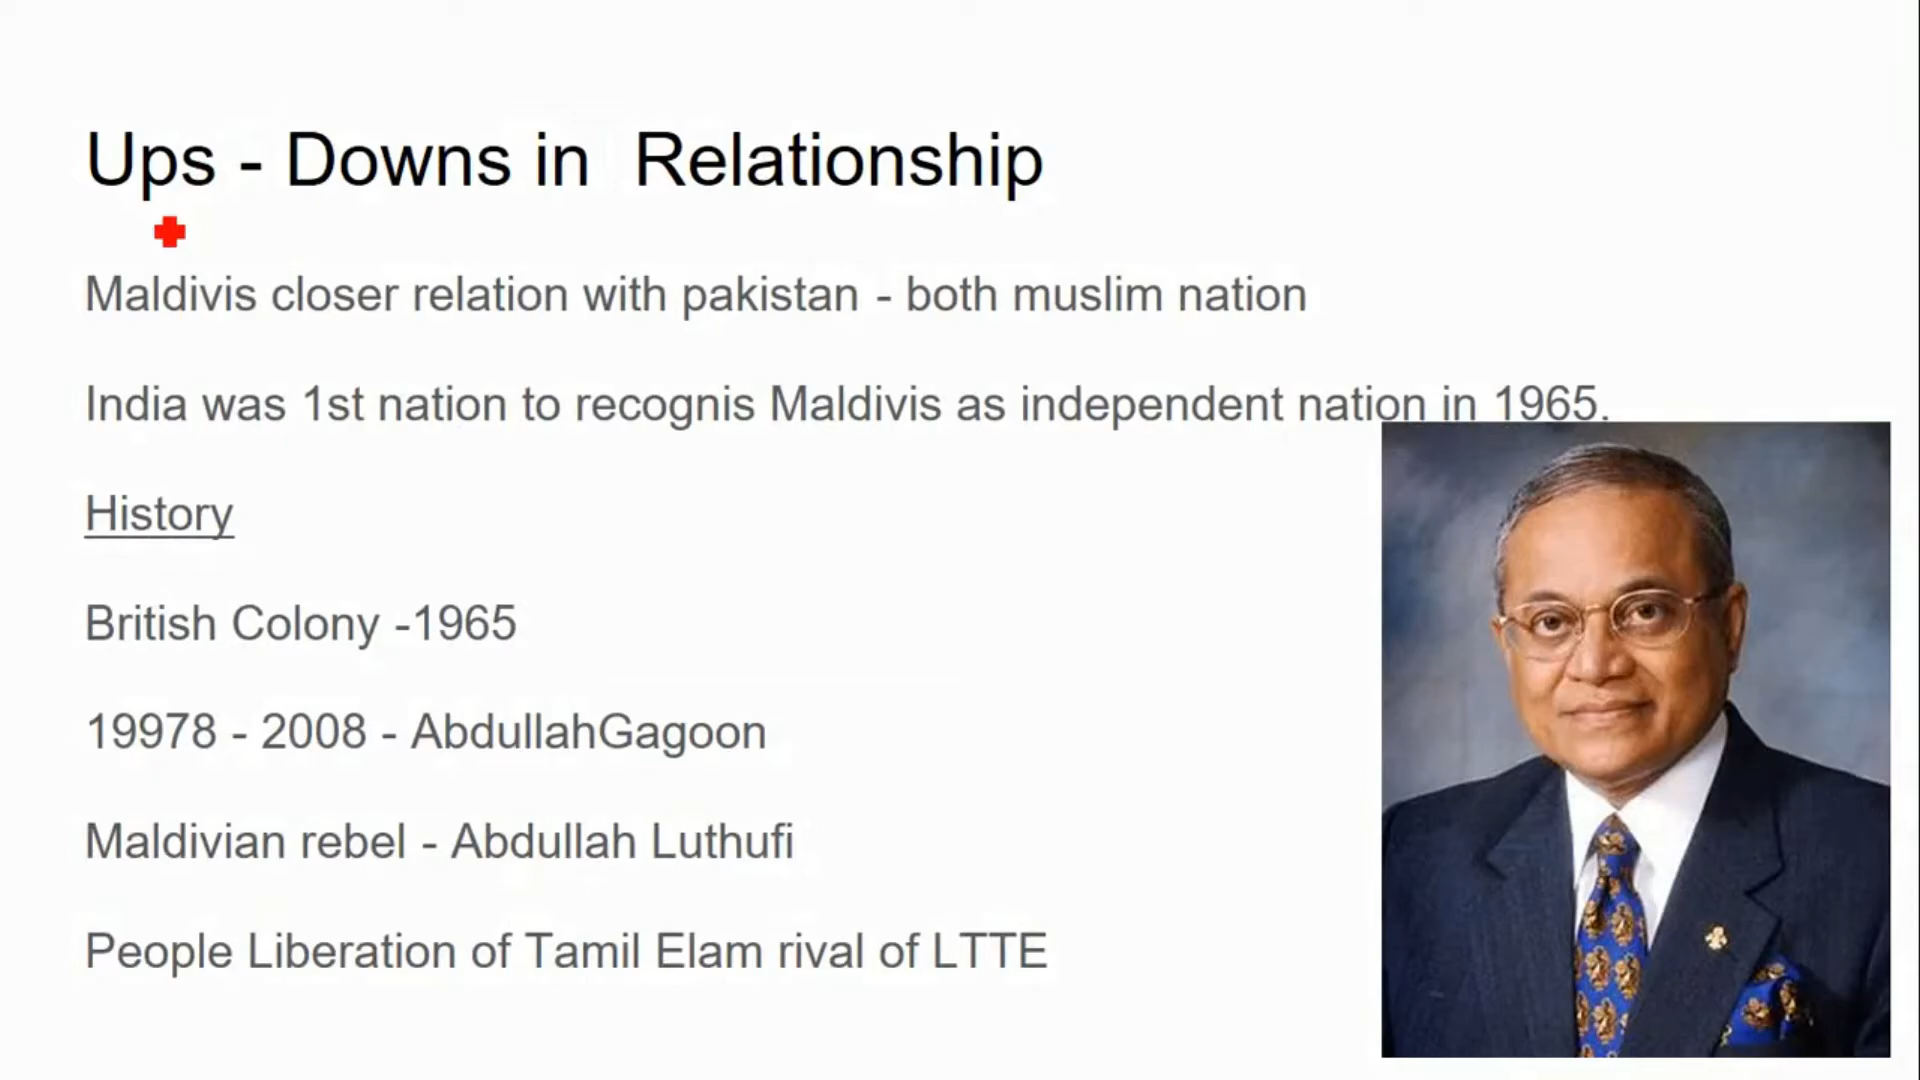 Ups - Downs in Relationship
Maldivis closer relation with pakistan - both muslim nation
India was 1st nation to recognis Maldivis as independent nation in 1965.
History
British Colony -1965
19978 - 2008 - AbdullahGagoon
Maldivian rebel - Abdullah Luthufi
People Liberation of Tamil Elam rival of LTTE